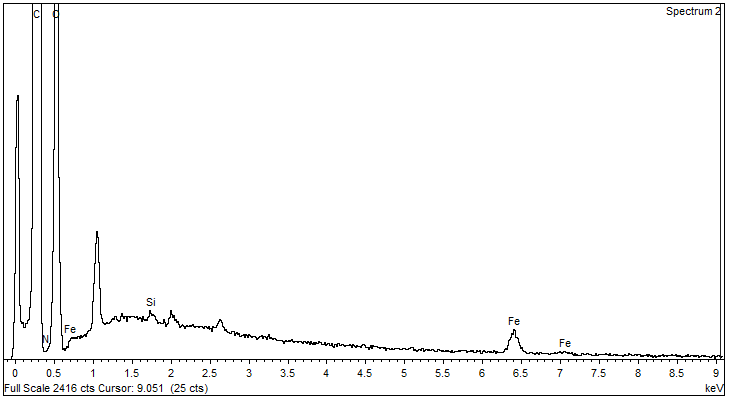 Spectrum 2
C O
Si
Fe
N
Fe
Fe
0 0.5 1 1.5 2 2.5 3 3.5 4 4.5 5 5.5 6 6.5 7 7.5 8 8.5 9
Full Scale 2416 cts Cursor: 9.051 (25 cts) keV